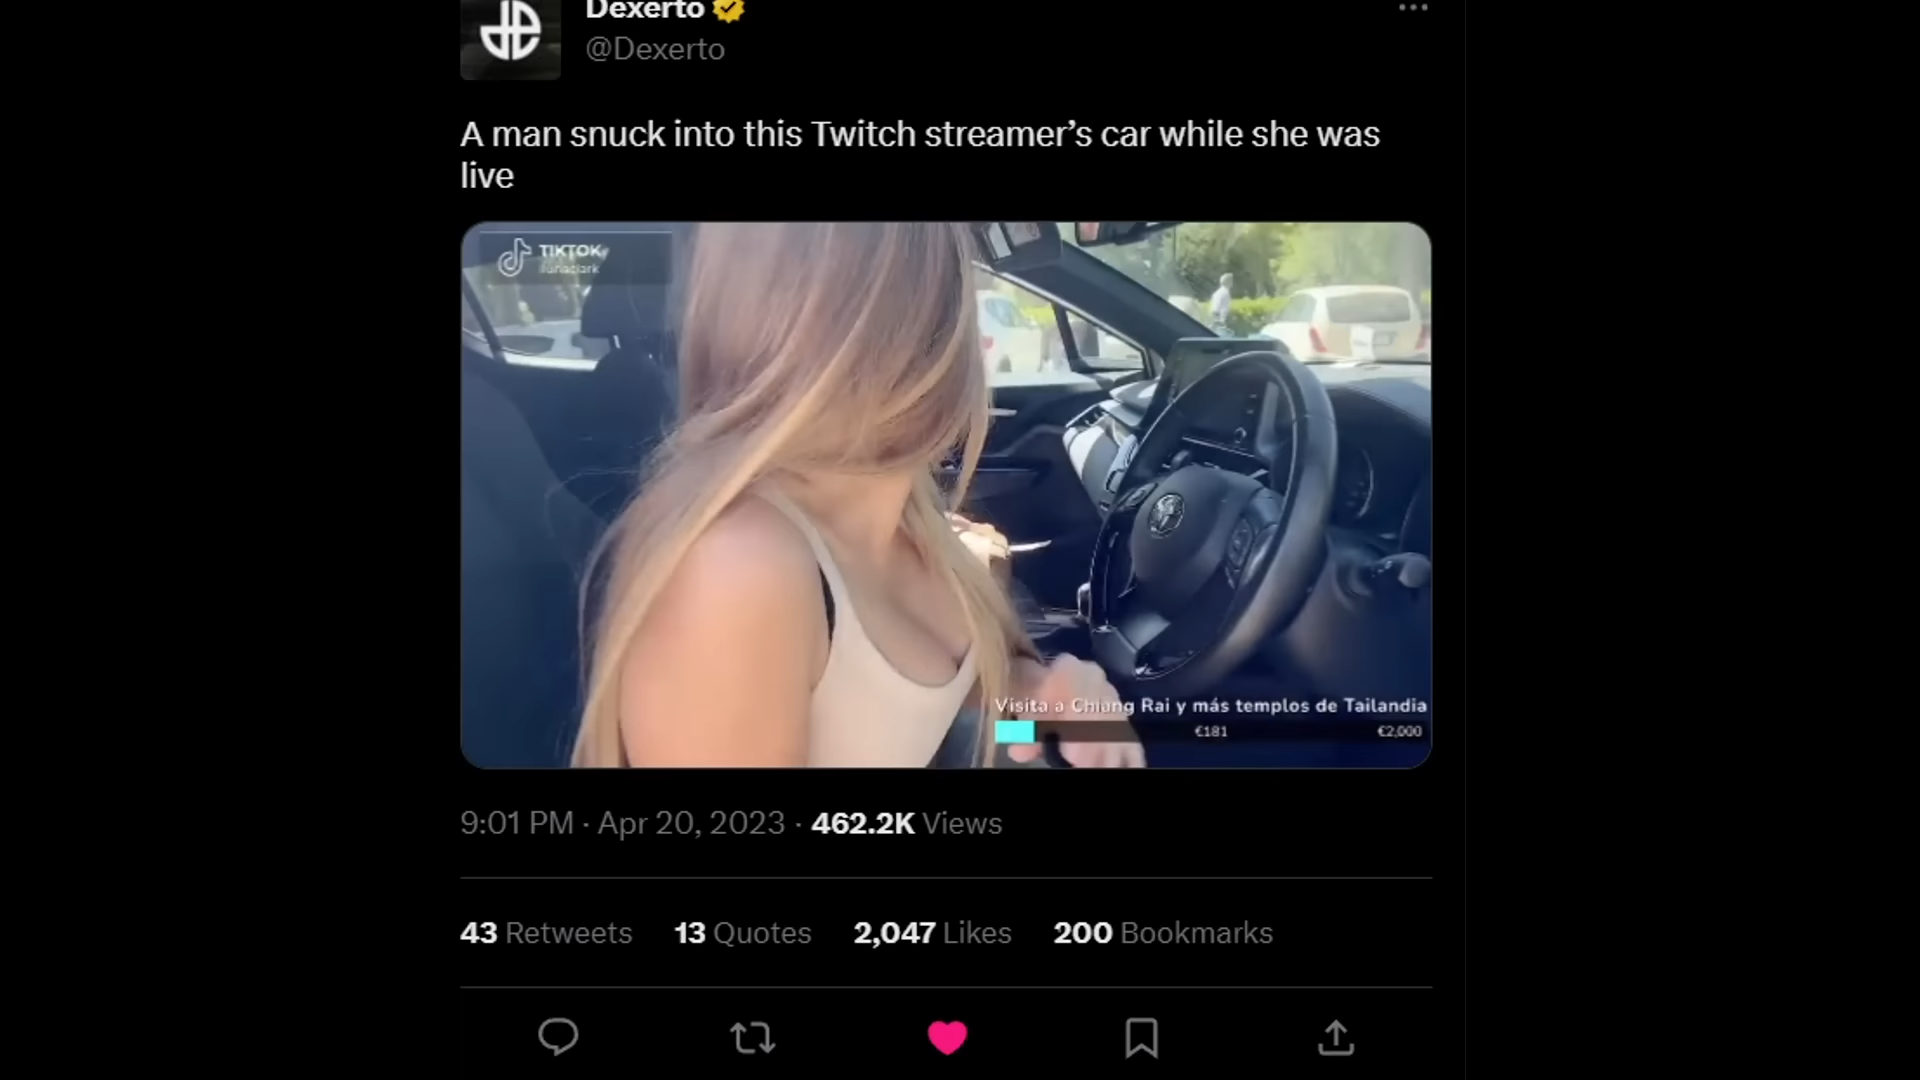 Dexerto
@Dexerto
A man snuck into this Twitch streamer’s car while she was
live
TIKTOK
Visita a Chiang Rai y más templos de Tailandia
€181 €2,000
9:01 PM · Apr 20, 2023 · 462.2K Views
43 Retweets 13 Quotes 2,047 Likes 200 Bookmarks